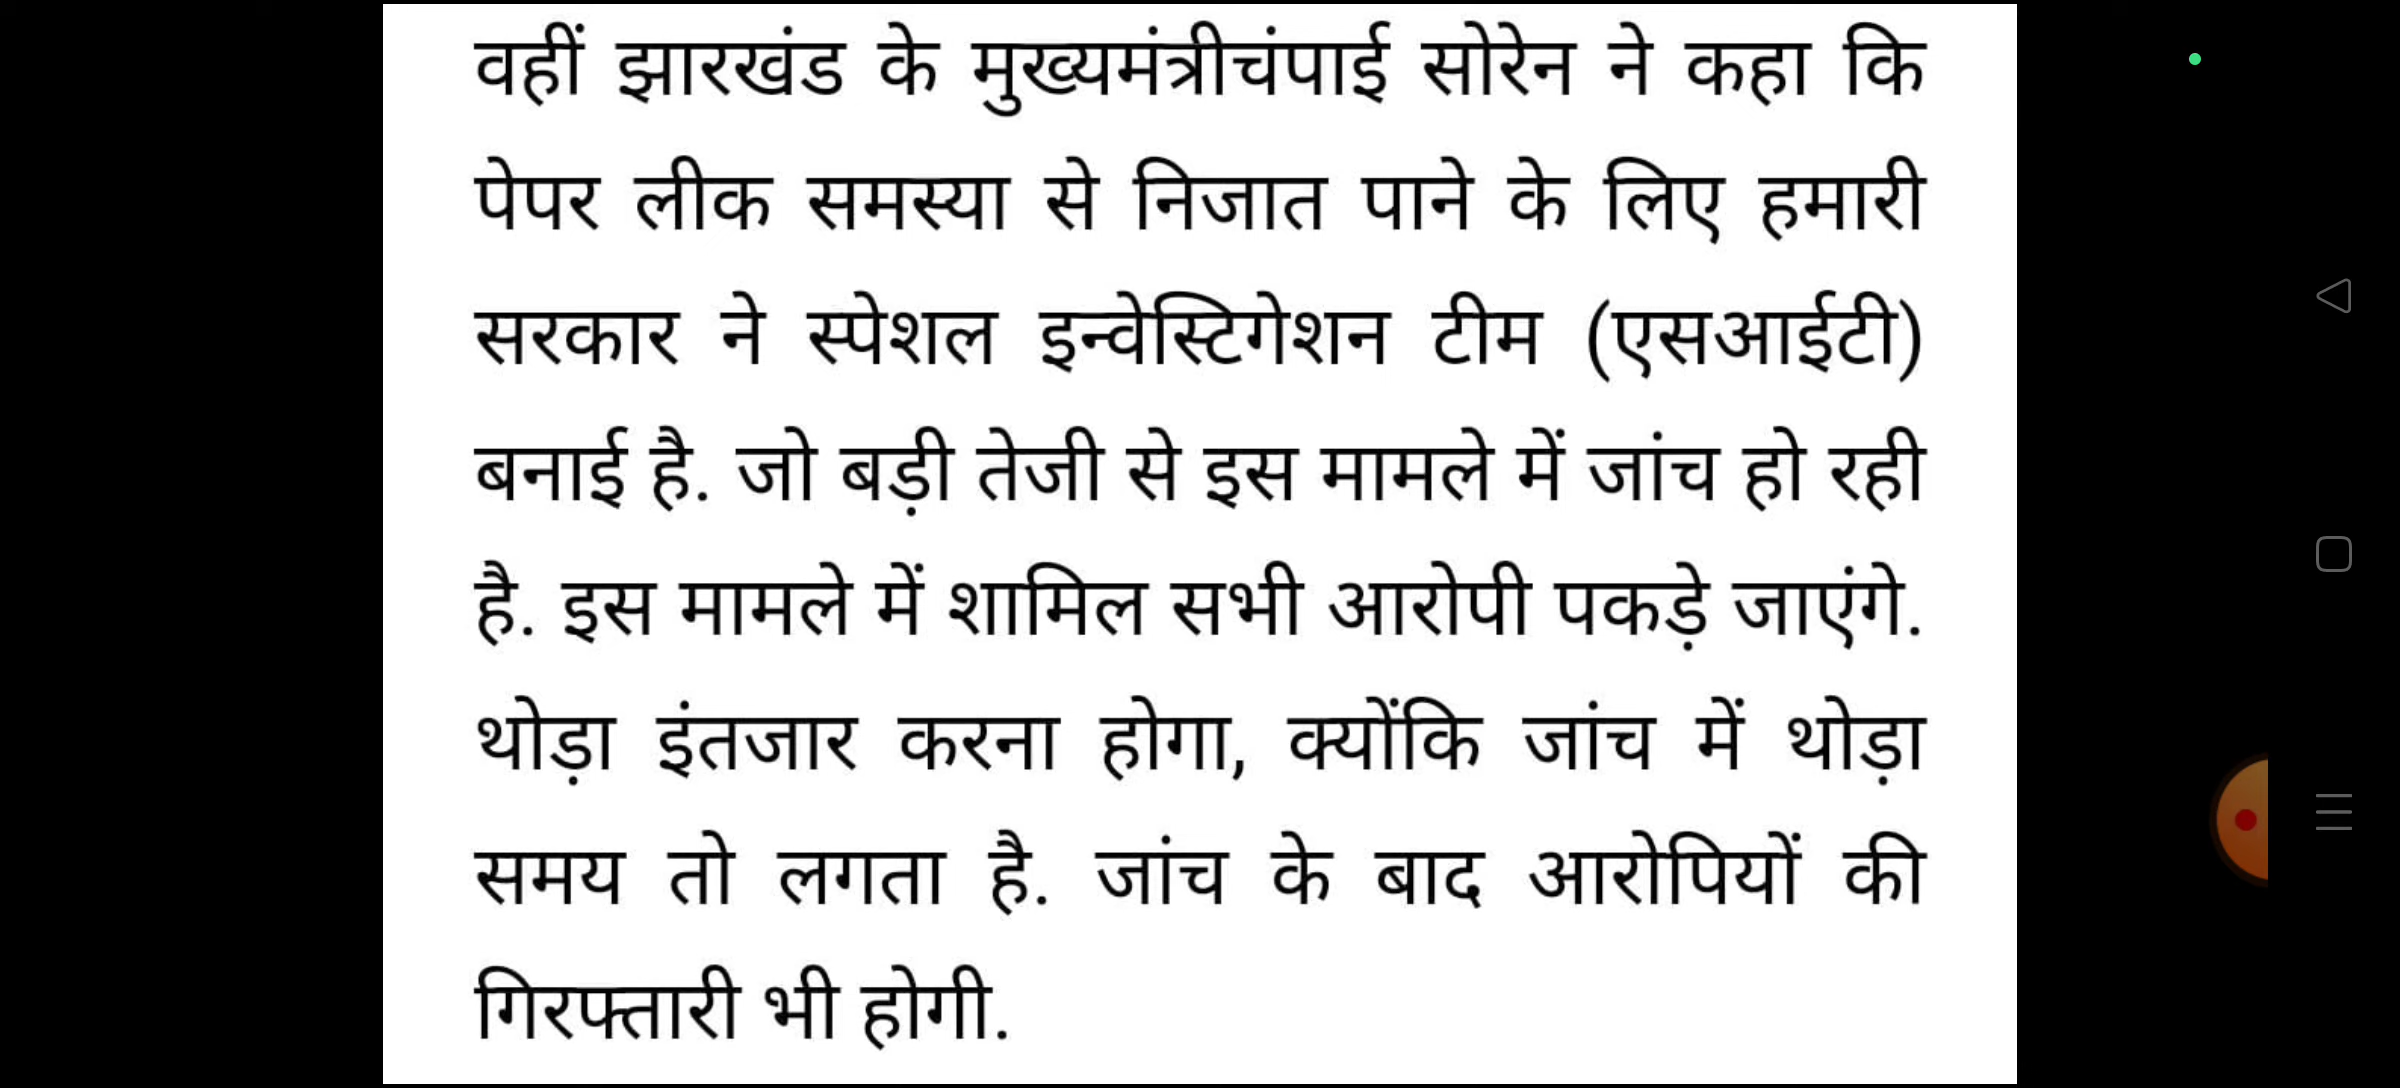 वहीं झारखंड के मुख्यमंत्रीचंपाई सोरेन ने कहा कि
पेपर लीक समस्या से निजात पाने के लिए हमारी
सरकार ने स्पेशल इन्वेस्टिगेशन टीम (एसआईटी)
बनाई है. जो बड़ी तेजी से इस मामले में जांच हो रही
है. इस मामले में शामिल सभी आरोपी पकड़े जाएंगे.
थोड़ा इंतजार करना होगा, क्योंकि जांच में थोड़ा
समय तो लगता है. जांच के बाद आरोपियों की
गिरफ्तारी भी होगी.